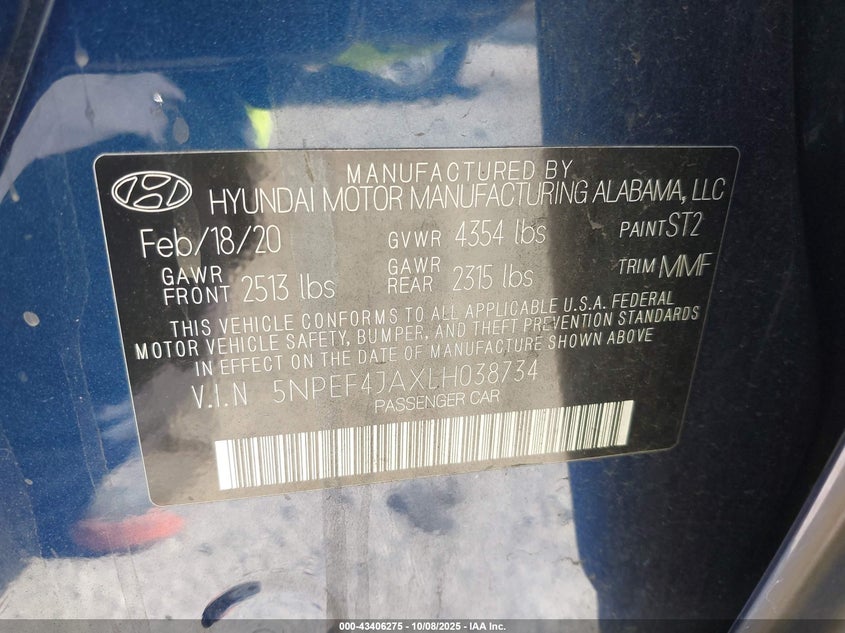 MANUFACTURED BY
HYUNDAI MOTOR MANUFACTURING ALABAMA, LLC
Feb/18/20 GVWR 4354 lbs PAINT ST2
GAWR FRONT 2513 lbs GAWR REAR 2315 lbs TRIM MMF
THIS VEHICLE CONFORMS TO ALL APPLICABLE U.S.A. FEDERAL
MOTOR VEHICLE SAFETY, BUMPER, AND THEFT PREVENTION STANDARDS
IN EFFECT ON THE DATE OF MANUFACTURE SHOWN ABOVE
V.I.N 5NPEF4JAXLH038734
PASSENGER CAR
000-43406275 - 10/08/2025 - IAA Inc.